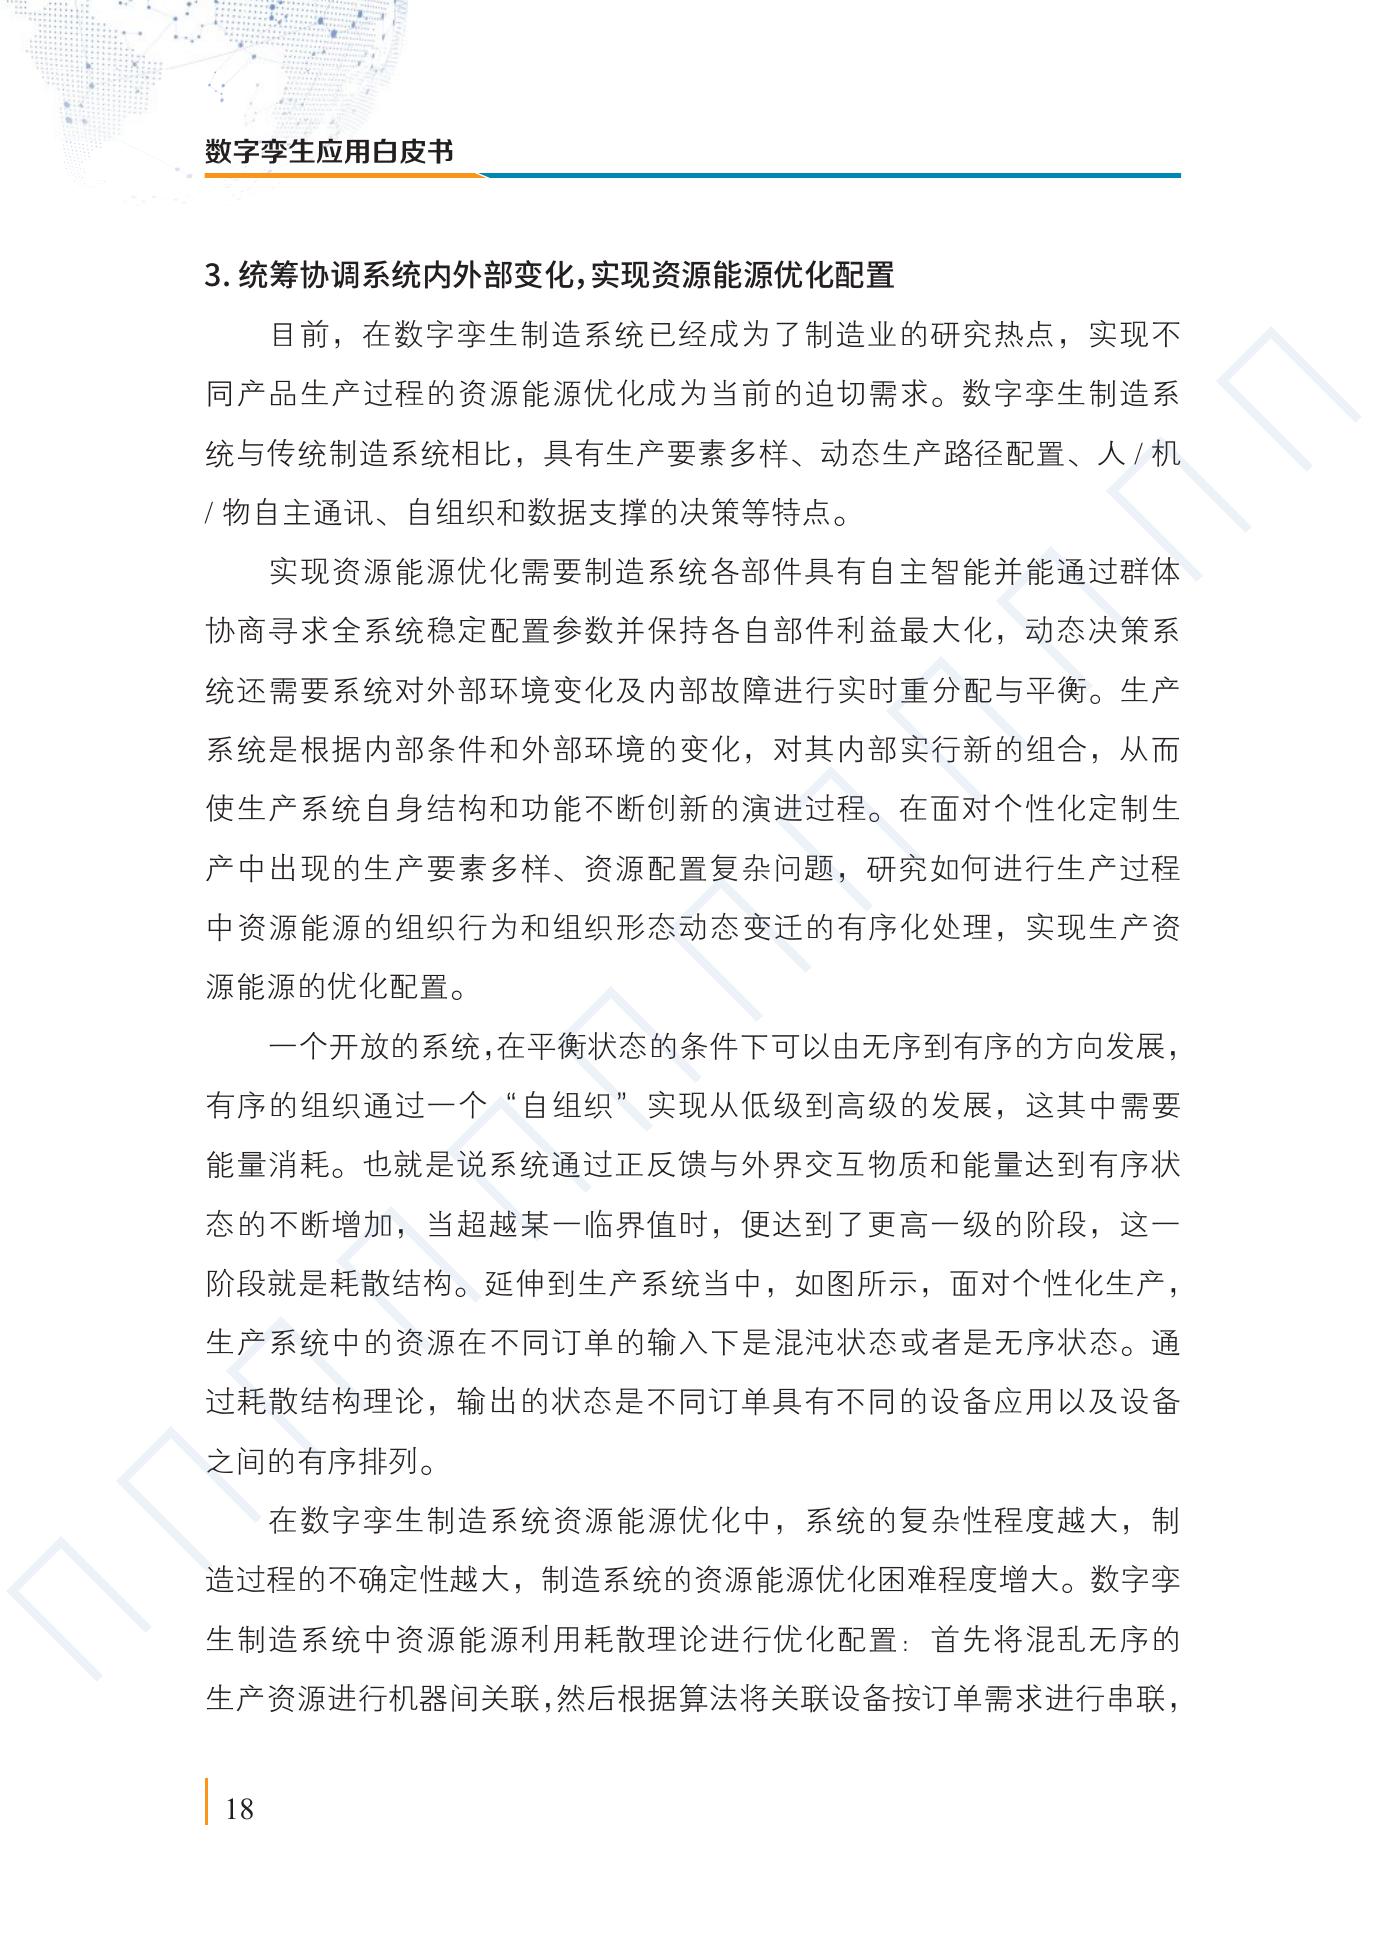 数字孪生应用白皮书
3. 统筹协调系统内外部变化，实现资源能源优化配置
目前，在数字孪生制造系统已经成为了制造业的研究热点，实现不
同产品生产过程的资源能源优化成为当前的迫切需求。数字孪生制造系
统与传统制造系统相比，具有生产要素多样、动态生产路径配置、人 / 机
/ 物自主通讯、自组织和数据支撑的决策等特点。
实现资源能源优化需要制造系统各部件具有自主智能并能通过群体
协商寻求全系统稳定配置参数并保持各自部件利益最大化，动态决策系
统还需要系统对外部环境变化及内部故障进行实时重分配与平衡。生产
系统是根据内部条件和外部环境的变化，对其内部实行新的组合，从而
使生产系统自身结构和功能不断创新的演进过程。在面对个性化定制生
产中出现的生产要素多样、资源配置复杂问题，研究如何进行生产过程
中资源能源的组织行为和组织形态动态变迁的有序化处理，实现生产资
源能源的优化配置。
一个开放的系统，在平衡状态的条件下可以由无序到有序的方向发展，
有序的组织通过一个“自组织”实现从低级到高级的发展，这其中需要
能量消耗。也就是说系统通过正反馈与外界交互物质和能量达到有序状
态的不断增加，当超越某一临界值时，便达到了更高一级的阶段，这一
阶段就是耗散结构。延伸到生产系统当中，如图所示，面对个性化生产，
生产系统中的资源在不同订单的输入下是混沌状态或者是无序状态。通
过耗散结构理论，输出的状态是不同订单具有不同的设备应用以及设备
之间的有序排列。
在数字孪生制造系统资源能源优化中，系统的复杂性程度越大，制
造过程的不确定性越大，制造系统的资源能源优化困难程度增大。数字孪
生制造系统中资源能源利用耗散理论进行优化配置：首先将混乱无序的
生产资源进行机器间关联，然后根据算法将关联设备按订单需求进行串联，
18